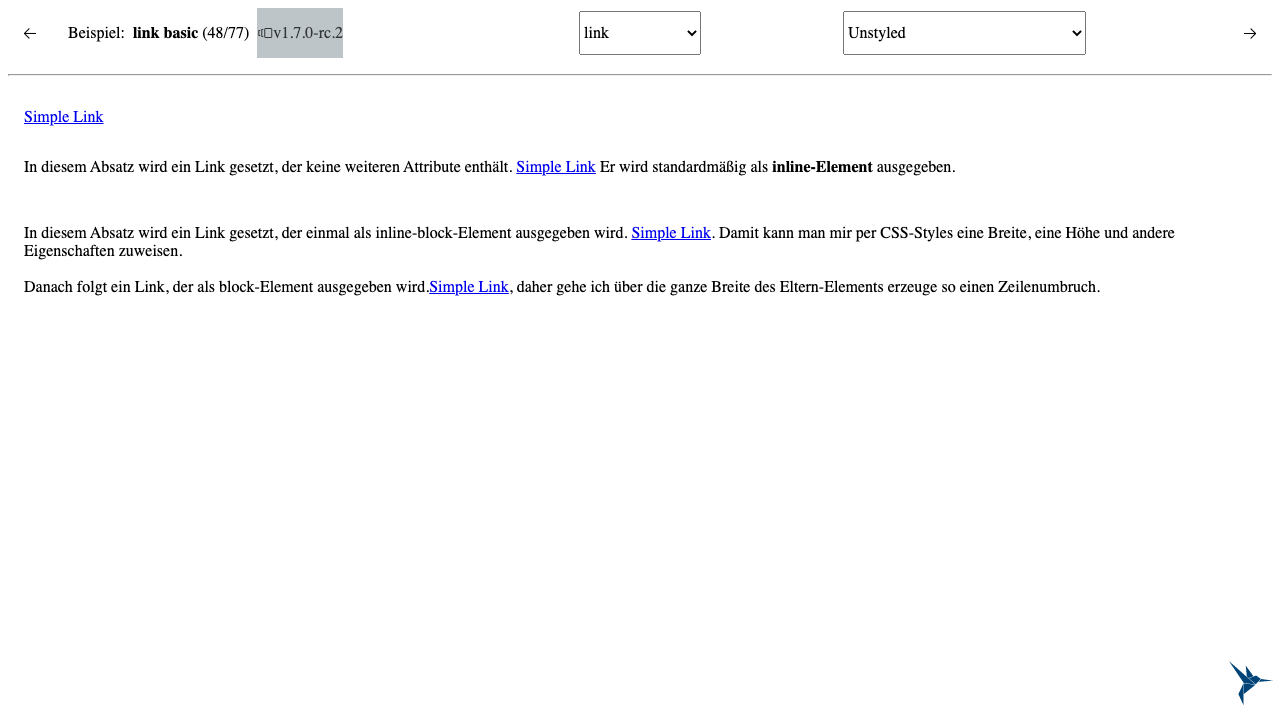 ← Beispiel: link basic (48/77) v1.7.0-rc.2 link Unstyled →
Simple Link
In diesem Absatz wird ein Link gesetzt, der keine weiteren Attribute enthält. Simple Link Er wird standardmäßig als inline-Element ausgegeben.
In diesem Absatz wird ein Link gesetzt, der einmal als inline-block-Element ausgegeben wird. Simple Link. Damit kann man mir per CSS-Styles eine Breite, eine Höhe und andere
Eigenschaften zuweisen.
Danach folgt ein Link, der als block-Element ausgegeben wird.Simple Link, daher gehe ich über die ganze Breite des Eltern-Elements erzeuge so einen Zeilenumbruch.